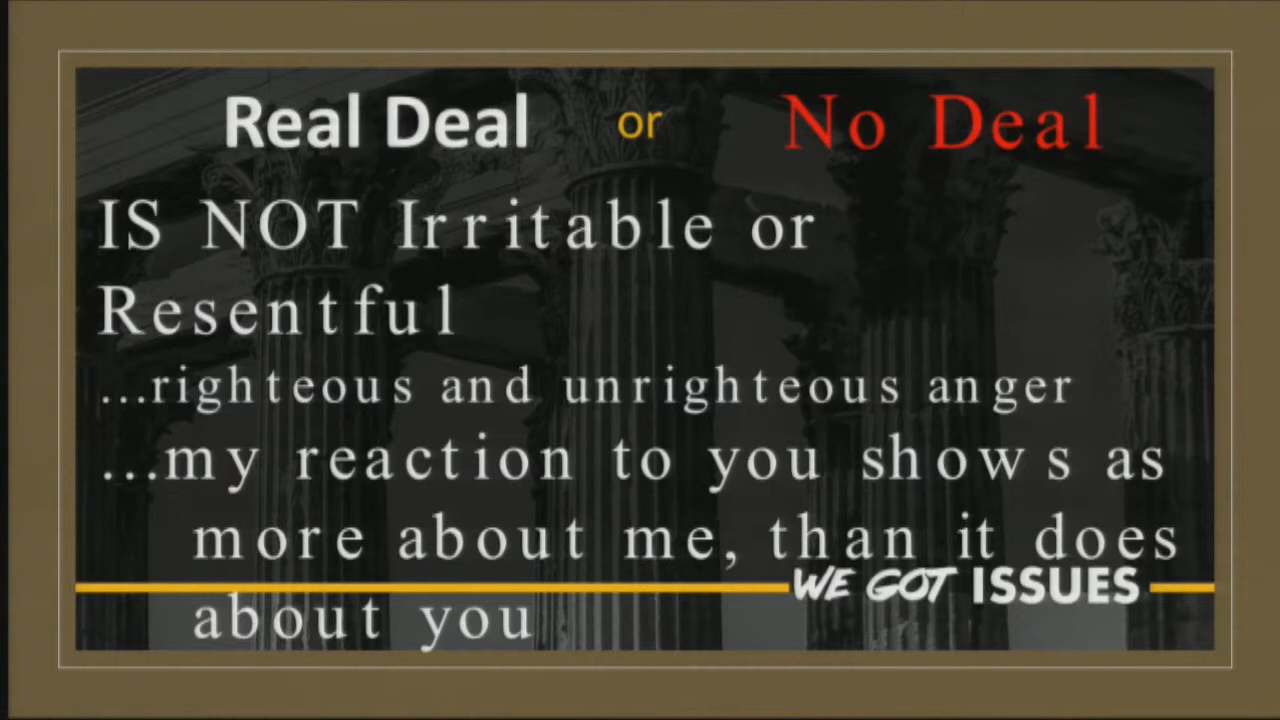 Real Deal or No Deal
IS NOT Irritable or
Resentful
...righteous and unrighteous anger
...my reaction to you shows as
more about me, than it does
WE GOT ISSUES
about you